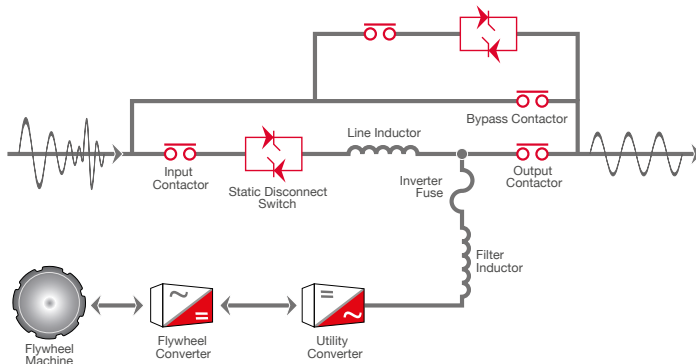 Bypass Contactor
Line Inductor
Input
Contactor
Static Disconnect
Switch
Inverter
Fuse
Output
Contactor
Filter
Inductor
Flywheel
Machine
Flywheel
Converter
Utility
Converter